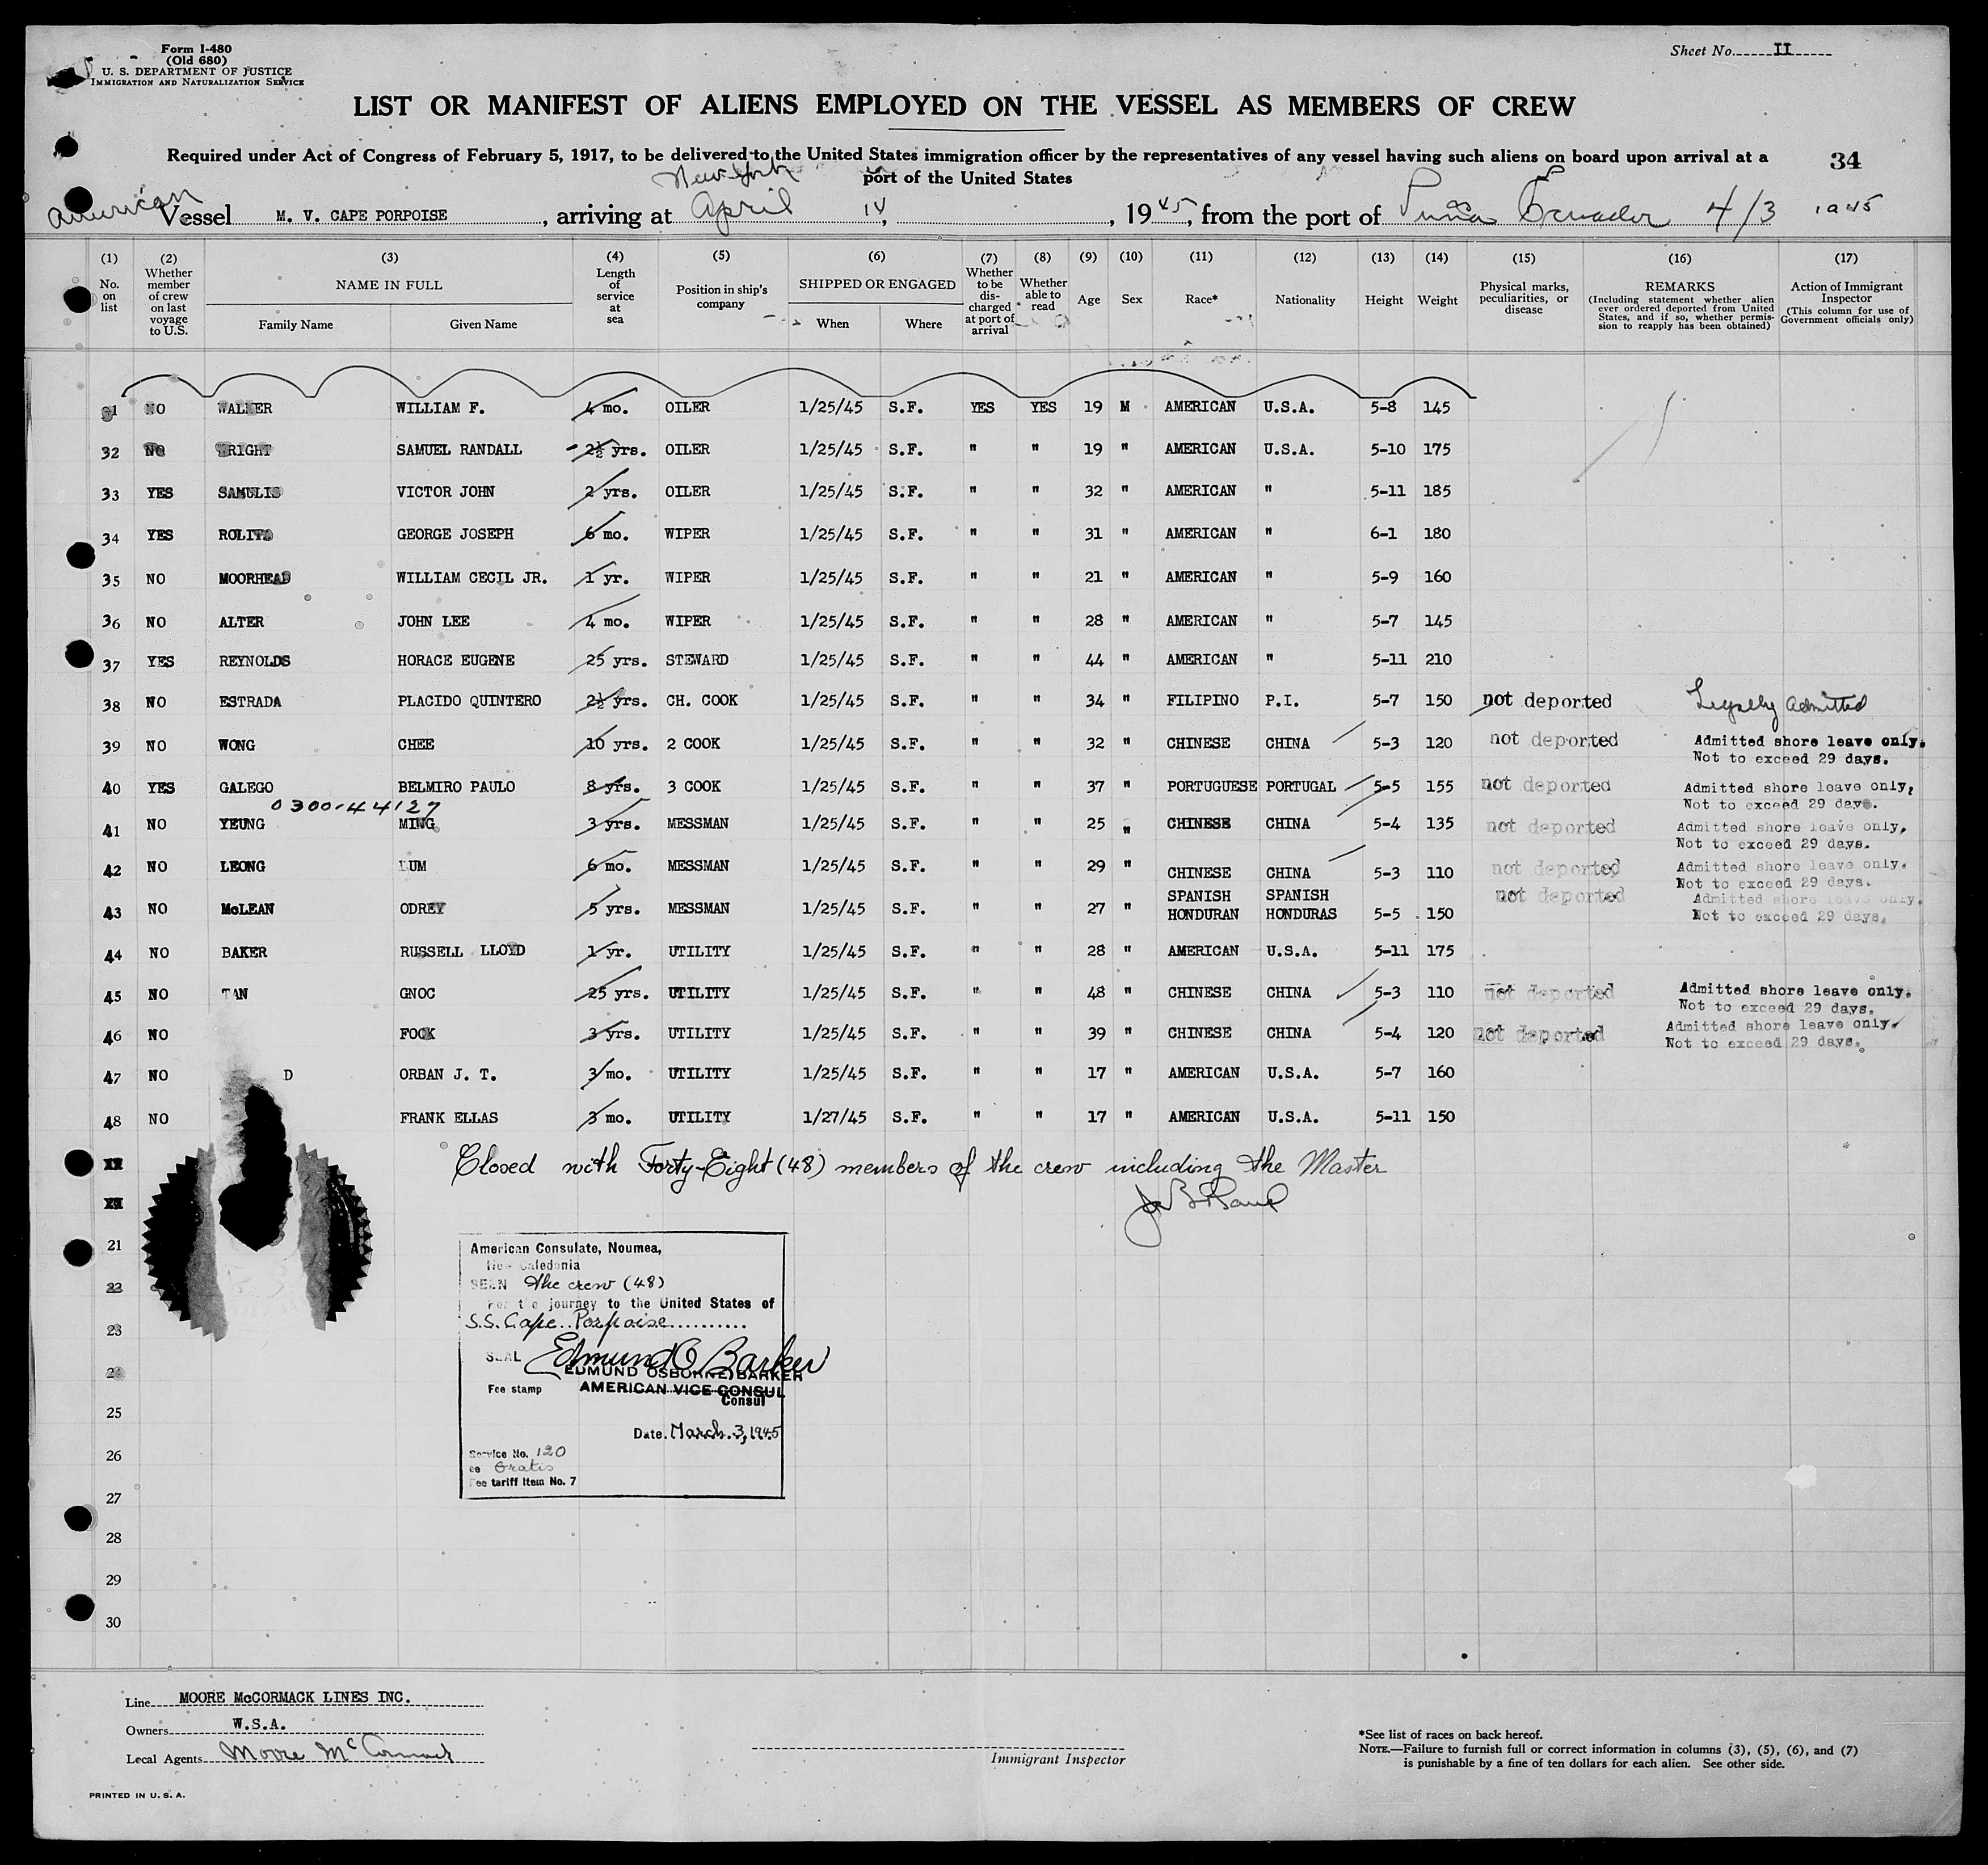 Form I-480
(Old 680)
U. S. DEPARTMENT OF JUSTICE
IMMIGRATION AND NATURALIZATION SERVICE
Sheet No. II
LIST OR MANIFEST OF ALIENS EMPLOYED ON THE VESSEL AS MEMBERS OF CREW
Required under Act of Congress of February 5, 1917, to be delivered to the United States immigration officer by the representatives of any vessel having such aliens on board upon arrival at a
port of the United States
34
New York
American Vessel M. V. CAPE PORPOISE, arriving at April 14, 1945, from the port of Ecuador 4/3 1945
(1) (2) (3) (4) (5) (6) (7) (8) (9) (10) (11) (12) (13) (14) (15) (16) (17)
No. on list
Whether member of crew on last voyage to U.S.
NAME IN FULL
Family Name Given Name
Length of service at sea
Position in ship's company
SHIPPED OR ENGAGED
When Where
Whether to be discharged at port of arrival
Whether able to read
Age Sex Race* Nationality Height Weight
Physical marks, peculiarities, or disease
REMARKS
(Including statement whether alien ever ordered deported from United States, and if so, whether permission to reapply has been obtained)
Action of Immigrant Inspector
(This column for use of Government officials only)
31 NO WALKER WILLIAM F. 4 mo. OILER 1/25/45 S.F. YES YES 19 M AMERICAN U.S.A. 5-8 145
32 NO WRIGHT SAMUEL RANDALL 2½ yrs. OILER 1/25/45 S.F. " " 19 " AMERICAN U.S.A. 5-10 175
33 YES SAMULIS VICTOR JOHN 2 yrs. OILER 1/25/45 S.F. " " 32 " AMERICAN " 5-11 185
34 YES GEORGE JOSEPH 6 mo. WIPER 1/25/45 S.F. " " 31 " AMERICAN " 6-1 180
35 NO MOORHEAD WILLIAM CECIL JR. 1 yr. WIPER 1/25/45 S.F. " " 21 " AMERICAN " 5-9 160
36 NO ALTER JOHN LEE 4 mo. WIPER 1/25/45 S.F. " " 28 " AMERICAN " 5-7 145
37 YES REYNOLDS HORACE EUGENE 25 yrs. STEWARD 1/25/45 S.F. " " 44 " AMERICAN " 5-11 210
38 NO ESTRADA PLACIDO QUINTERO 2½ yrs. CH. COOK 1/25/45 S.F. " " 34 " FILIPINO P.I. 5-7 150 not deported Legally Admitted
39 NO WONG CHEE 10 yrs. 2 COOK 1/25/45 S.F. " " 32 " CHINESE CHINA 5-3 120 not deported Admitted shore leave only.
Not to exceed 29 days.
40 YES GALEGO BELMIRO PAULO 8 yrs. 3 COOK 1/25/45 S.F. " " 37 " PORTUGUESE PORTUGAL 5-5 155 not deported Admitted shore leave only,
0300-44127 Not to exceed 29 days.
41 NO YEUNG MING 3 yrs. MESSMAN 1/25/45 S.F. " " 25 " CHINESE CHINA 5-4 135 not deported Admitted shore leave only,
Not to exceed 29 days.
42 NO LEONG 6 mo. MESSMAN 1/25/45 S.F. " " 29 " CHINESE CHINA 5-3 110 not deported Admitted shore leave only.
Not to exceed 29 days.
SPANISH SPANISH not deported Admitted shore leave only.
43 NO McLEAN ODREY 5 yrs. MESSMAN 1/25/45 S.F. " " 27 " HONDURAN HONDURAS 5-5 150 Not to exceed 29 days.
44 NO BAKER RUSSELL LLOYD 1 yr. UTILITY 1/25/45 S.F. " " 28 " AMERICAN U.S.A. 5-11 175
45 NO TAN GNOC 25 yrs. UTILITY 1/25/45 S.F. " " 48 " CHINESE CHINA 5-3 110 not deported Admitted shore leave only.
Not to exceed 29 days.
46 NO FOOK 3 yrs. UTILITY 1/25/45 S.F. " " 39 " CHINESE CHINA 5-4 120 not deported Admitted shore leave only.
Not to exceed 29 days.
47 NO D ORBAN J. T. 3 mo. UTILITY 1/25/45 S.F. " " 17 " AMERICAN U.S.A. 5-7 160
48 NO FRANK ELLAS 3 mo. UTILITY 1/27/45 S.F. " " 17 " AMERICAN U.S.A. 5-11 150
Closed with Forty-Eight (48) members of the crew including the Master
21
22
23
24
25
26
27
28
29
30
American Consulate, Noumea,
New Caledonia
SEEN the crew (48)
For the journey to the United States of
S.S. Cape Porpoise
SEAL Edmund O Barker
EDMUND OSBORNE BARKER
Fee stamp AMERICAN VICE CONSUL
Consul
Date. March 3, 1945
Service No. 120
ee Gratis
Fee tariff Item No. 7
Line MOORE McCORMACK LINES INC.
Owners W.S.A.
Local Agents Moore McCormack
Immigrant Inspector
*See list of races on back hereof.
NOTE.—Failure to furnish full or correct information in columns (3), (5), (6), and (7)
is punishable by a fine of ten dollars for each alien. See other side.
PRINTED IN U. S. A.